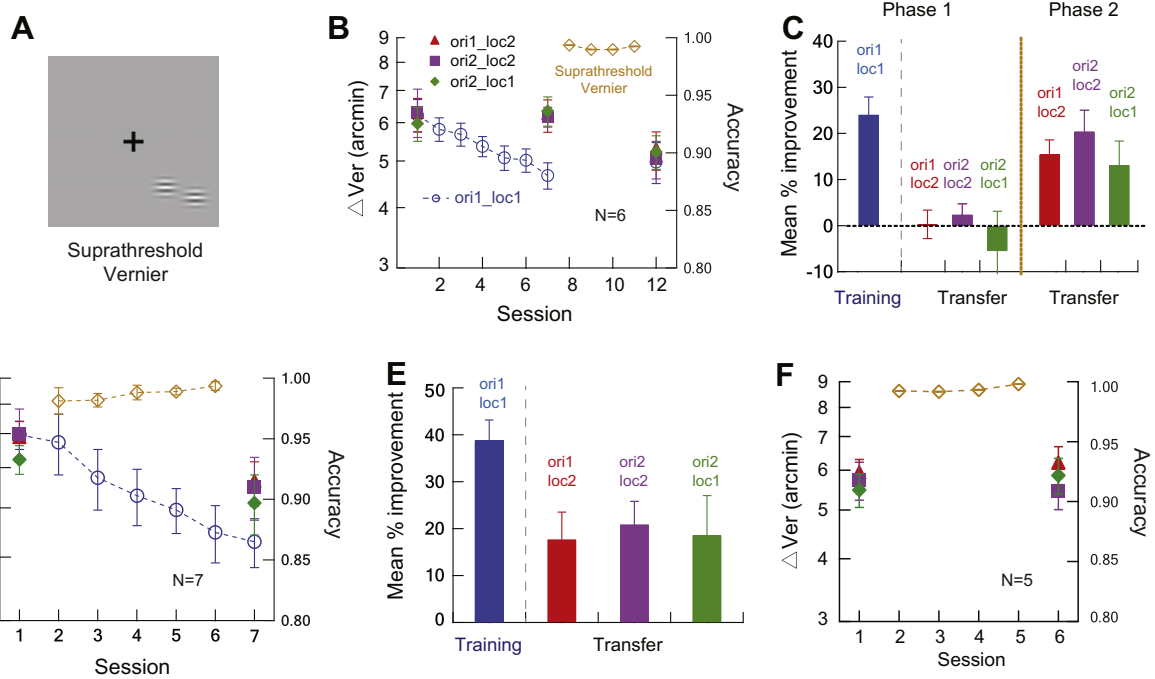 A
Suprathreshold
Vernier
B
9
8
7
6
5
4
3
△ Ver (arcmin)
ori1_loc2
ori2_loc2
ori2_loc1
Suprathreshold
Vernier
ori1_loc1
N=6
1.00
0.95
0.90
0.85
0.80
Accuracy
2 4 6 8 10 12
Session
C
Phase 1 Phase 2
Mean % improvement
40
30
20
10
0
-10
ori1
loc1
ori1
loc2
ori2
loc2
ori2
loc1
ori1
loc2
ori2
loc2
ori2
loc1
Training Transfer Transfer
1.00
0.95
0.90
0.85
0.80
Accuracy
N=7
1 2 3 4 5 6 7
Session
E
Mean % improvement
50
40
30
20
10
0
ori1
loc1
ori1
loc2
ori2
loc2
ori2
loc1
Training Transfer
F
△ Ver (arcmin)
9
8
7
6
5
4
3
1.00
0.95
0.90
0.85
0.80
Accuracy
N=5
1 2 3 4 5 6
Session